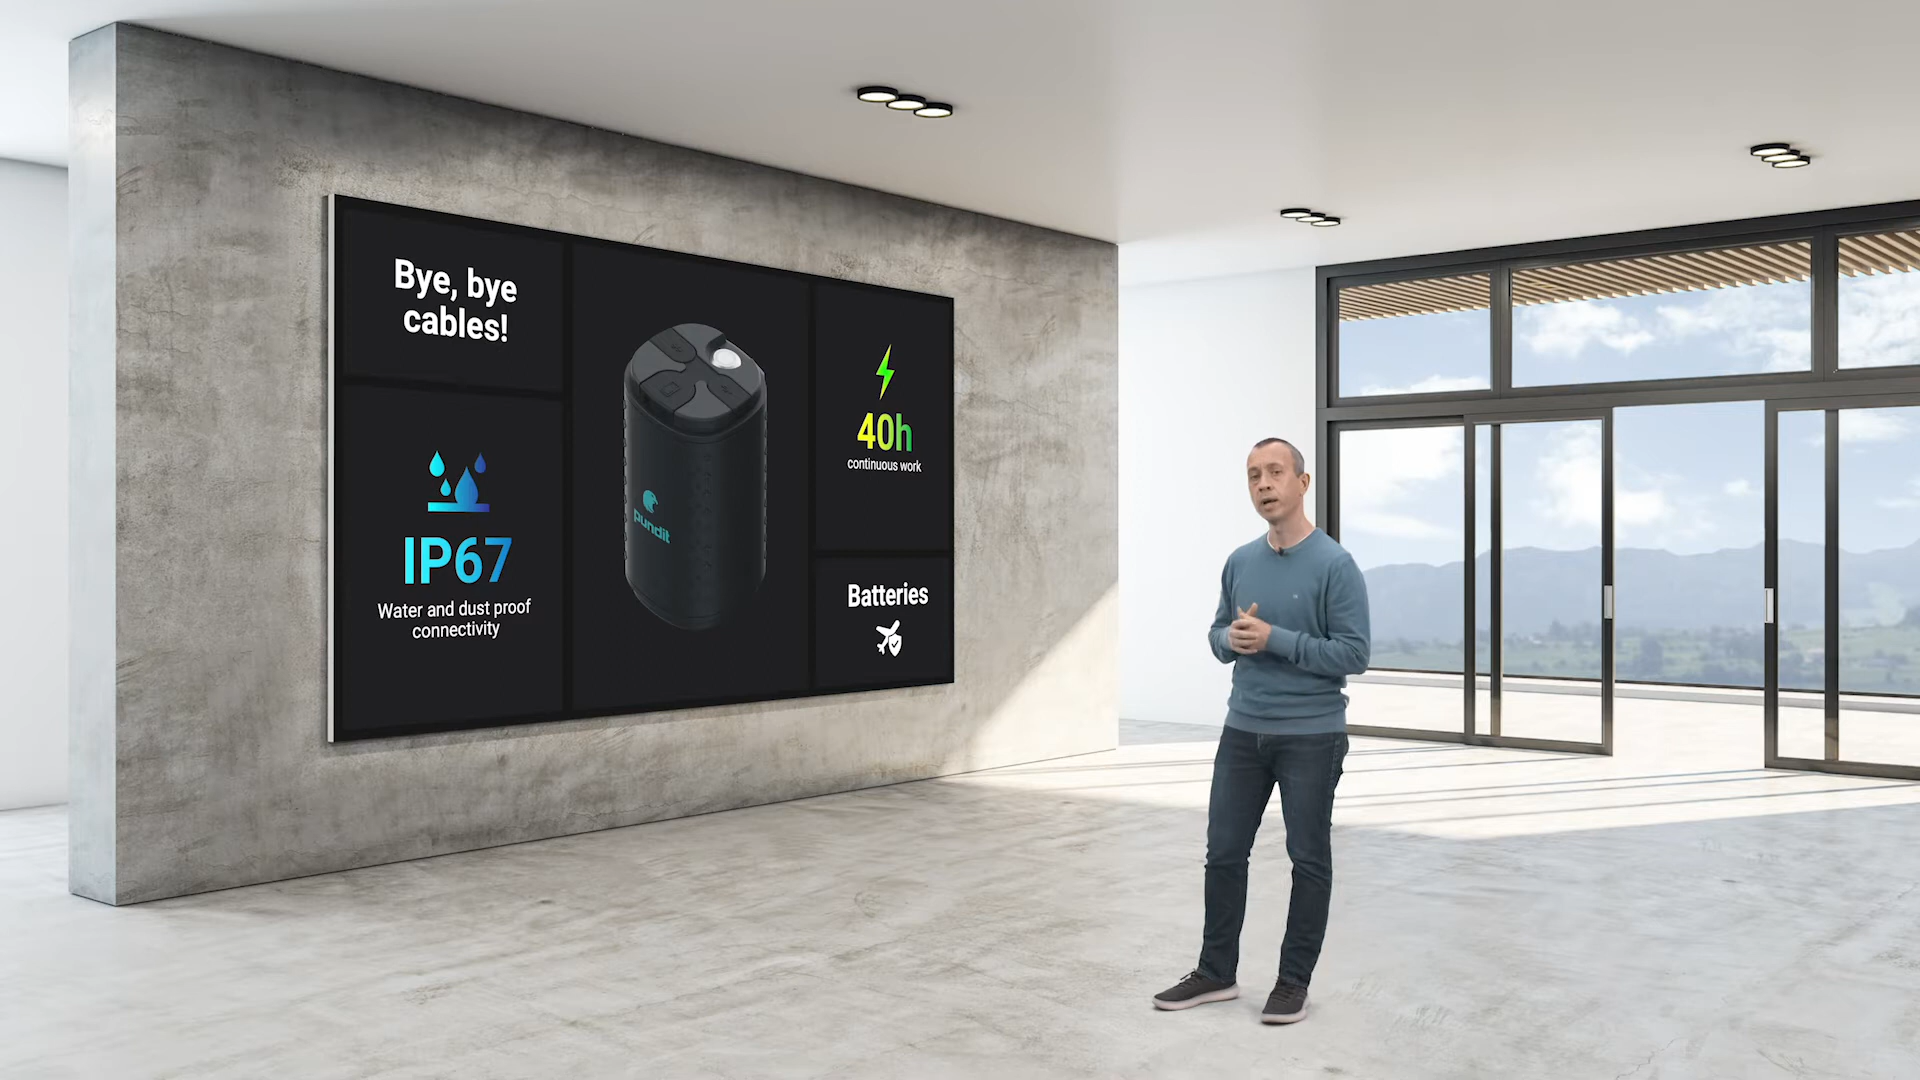 Bye, bye
cables!
IP67
Water and dust proof
connectivity
pundit
40h
continuous work
Batteries